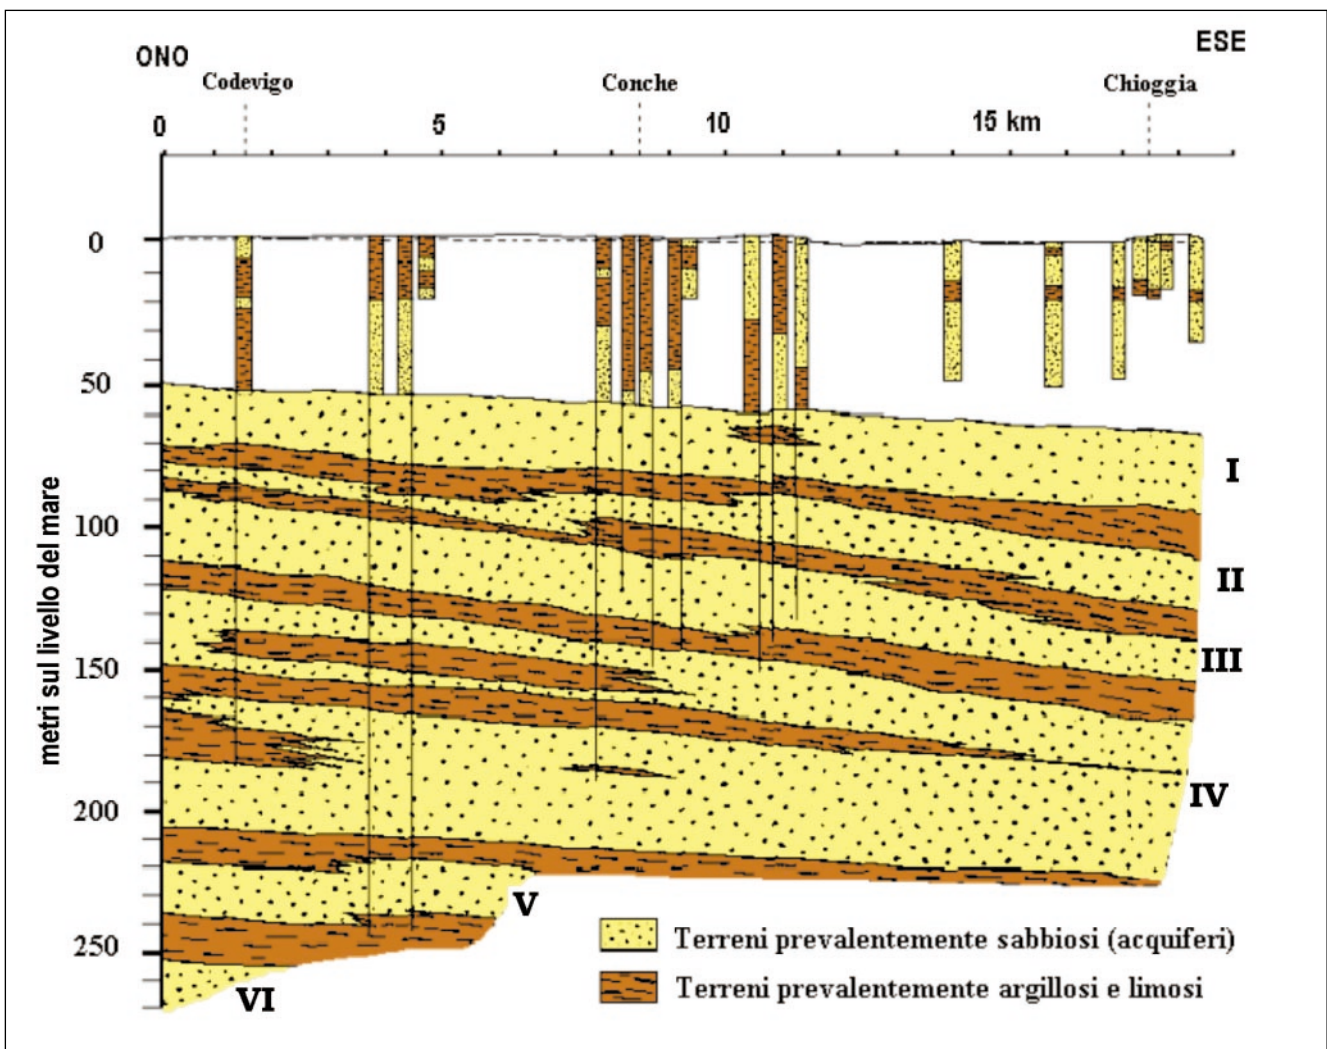 ONO
ESE
Codevigo
Conche
Chioggia
0
5
10
15 km
0
50
100
150
200
250
metri sul livello del mare
I
II
III
IV
V
VI
Terreni prevalentemente sabbiosi (acquiferi)
Terreni prevalentemente argillosi e limosi